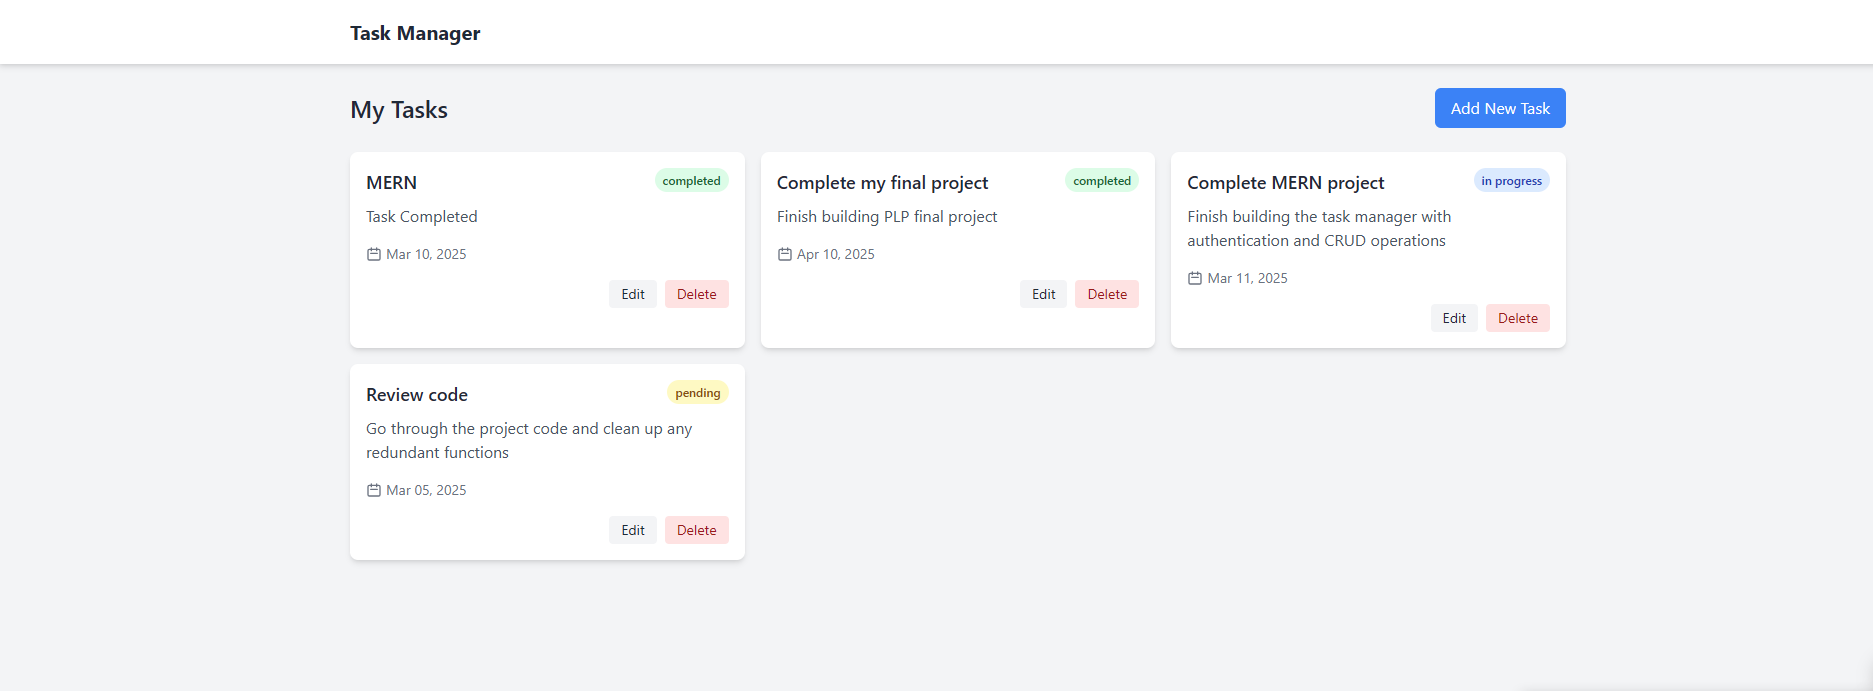 Task Manager
My Tasks
Add New Task
MERN
completed
Task Completed
Mar 10, 2025
Edit
Delete
Complete my final project
completed
Finish building PLP final project
Apr 10, 2025
Edit
Delete
Complete MERN project
in progress
Finish building the task manager with
authentication and CRUD operations
Mar 11, 2025
Edit
Delete
Review code
pending
Go through the project code and clean up any
redundant functions
Mar 05, 2025
Edit
Delete